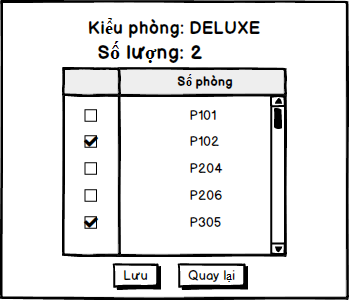 Kiểu phòng: DELUXE
Số lượng: 2
Số phòng
P101
P102
P204
P206
P305
Lưu
Quay lại